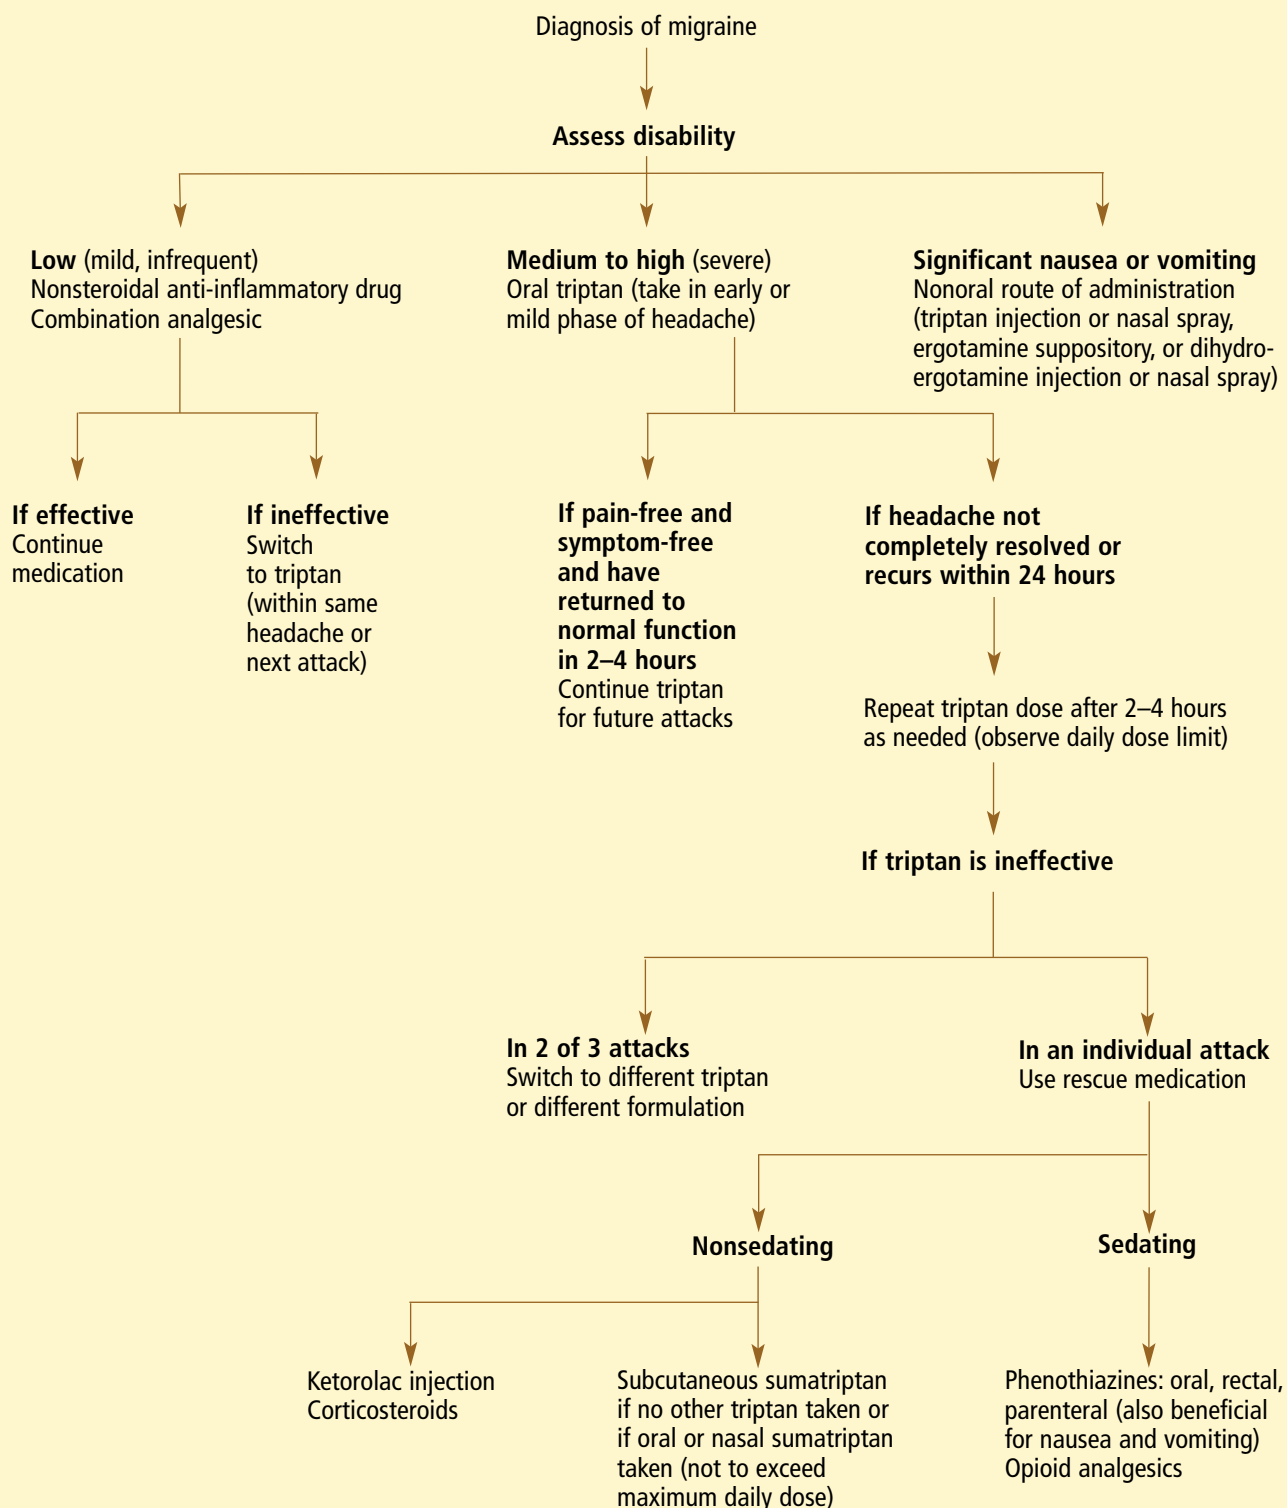 Diagnosis of migraine
Assess disability
Low (mild, infrequent)
Nonsteroidal anti-inflammatory drug
Combination analgesic
Medium to high (severe)
Oral triptan (take in early or
mild phase of headache)
Significant nausea or vomiting
Nonoral route of administration
(triptan injection or nasal spray,
ergotamine suppository, or dihydro-
ergotamine injection or nasal spray)
If effective
Continue
medication
If ineffective
Switch
to triptan
(within same
headache or
next attack)
If pain-free and
symptom-free
and have
returned to
normal function
in 2–4 hours
Continue triptan
for future attacks
If headache not
completely resolved or
recurs within 24 hours
Repeat triptan dose after 2–4 hours
as needed (observe daily dose limit)
If triptan is ineffective
In 2 of 3 attacks
Switch to different triptan
or different formulation
In an individual attack
Use rescue medication
Nonsedating
Sedating
Ketorolac injection
Corticosteroids
Subcutaneous sumatriptan
if no other triptan taken or
if oral or nasal sumatriptan
taken (not to exceed
maximum daily dose)
Phenothiazines: oral, rectal,
parenteral (also beneficial
for nausea and vomiting)
Opioid analgesics